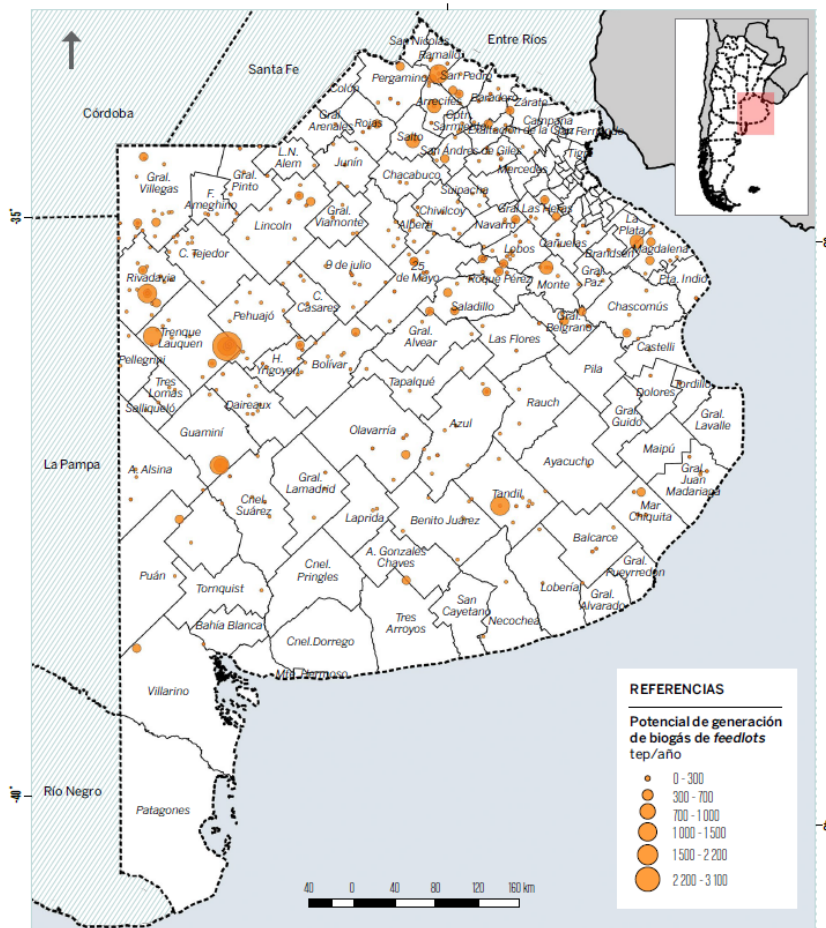 Entre Ríos
San Nicolás
Ramallo
Santa Fe
Pergamino
San Pedro
Colón
Baradero
Zárate
Córdoba
Arrecifes
Gral.
Arenales
Rojas
Cptn.
Sarmiento
Campana
Exaltación de la Cruz
San Fernando
Salto
L.N.
Alem
Junín
San Andrés de Giles
Tigre
Gral.
Villegas
Gral.
Pinto
Chacabuco
Mercedes
F.
Ameghino
Suipacha
-35°
Lincoln
Gral.
Viamonte
Chivilcoy
Alberti
Navarro
Gral.Las Heras
La
Plata
C. Tejedor
Lobos
Cañuelas
Brandsen
Magdalena
Rivadavia
9 de julio
25
de Mayo
Roque Pérez
Monte
Gral.
Paz
Pta. Indio
C.
Casares
Pehuajó
Saladillo
Chascomús
Trenque
Lauquen
Gral.
Alvear
Las Flores
Gral.
Belgrano
Castelli
Pellegrini
H.
Yrigoyen
Bolívar
Pila
Tres
Lomas
Tapalqué
Dolores
Tordillo
Salliqueló
Daireaux
Rauch
Guaminí
Olavarría
Azul
Gral.
Guido
Gral.
Lavalle
Maipú
La Pampa
A. Alsina
Ayacucho
Gral.
Juan
Madariaga
Gral.
Lamadrid
Cnel.
Suárez
Tandil
Mar
Chiquita
Laprida
Benito Juárez
Balcarce
Puán
A. Gonzales
Chaves
Gral.
Pueyrredón
Cnel.
Pringles
Tornquist
Lobería
Gral.
Alvarado
San
Cayetano
Tres
Arroyos
Necochea
Bahía Blanca
Cnel.Dorrego
Mte. Hermoso
Villarino
Río Negro
-40°
Patagones
REFERENCIAS
Potencial de generación
de biogás de feedlots
tep/año
0 - 300
300 - 700
700 - 1 000
1 000 - 1 500
1 500 - 2 200
2 200 - 3 100
40 0 40 80 120 160 km